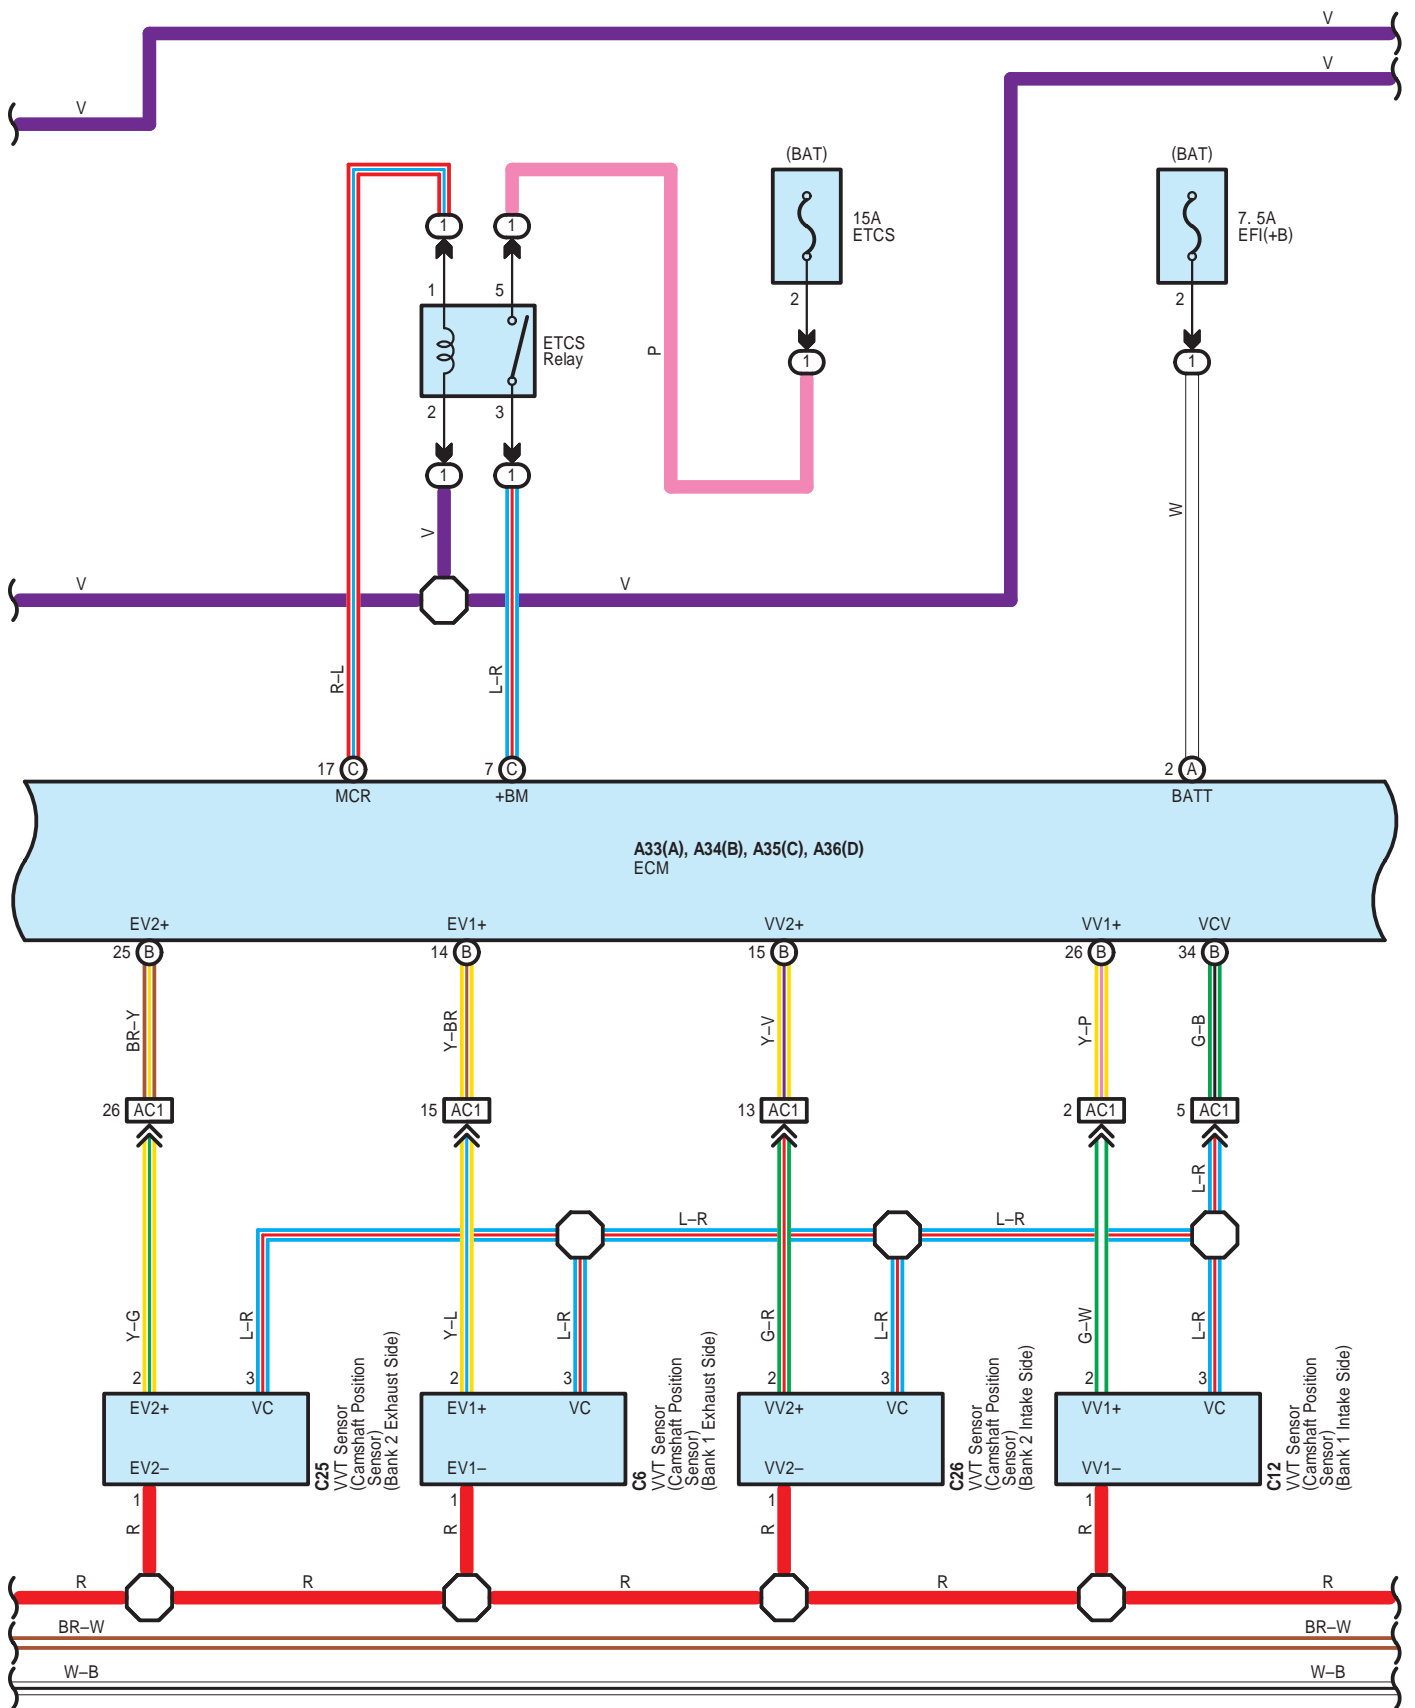 V
V
V
(BAT)
(BAT)
15A
ETCS
7. 5A
EFI(+B)
1
1
1
5
2
2
ETCS
Relay
P
1
1
2
3
1
1
V
W
V
V
R–L
L–R
17 C
7 C
2 A
MCR
+BM
BATT
A33(A), A34(B), A35(C), A36(D)
ECM
EV2+
EV1+
VV2+
VV1+
VCV
25 B
14 B
15 B
26 B
34 B
BR–Y
Y–BR
Y–V
Y–P
G–B
26 AC1
15 AC1
13 AC1
2 AC1
5 AC1
L–R
L–R
L–R
Y–G
L–R
Y–L
L–R
G–R
L–R
G–W
L–R
2
3
2
3
2
3
2
3
EV2+
VC
EV1+
VC
VV2+
VC
VV1+
VC
EV2–
EV1–
VV2–
VV1–
C25
VVT Sensor
(Camshaft Position
Sensor)
(Bank 2 Exhaust Side)
C6
VVT Sensor
(Camshaft Position
Sensor)
(Bank 1 Exhaust Side)
C26
VVT Sensor
(Camshaft Position
Sensor)
(Bank 2 Intake Side)
C12
VVT Sensor
(Camshaft Position
Sensor)
(Bank 1 Intake Side)
1
1
1
1
R
R
R
R
R
R
R
R
R
BR–W
BR–W
W–B
W–B